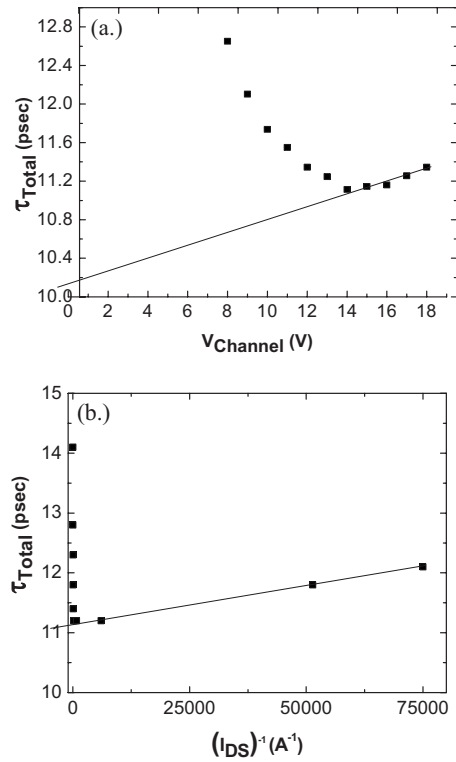 (a.)
12.8
12.4
12.0
11.6
11.2
10.8
10.4
10.0
τTotal (psec)
0 2 4 6 8 10 12 14 16 18
VChannel (V)
(b.)
15
14
13
12
11
10
τTotal (psec)
0 25000 50000 75000
(IDS)-1 (A-1)